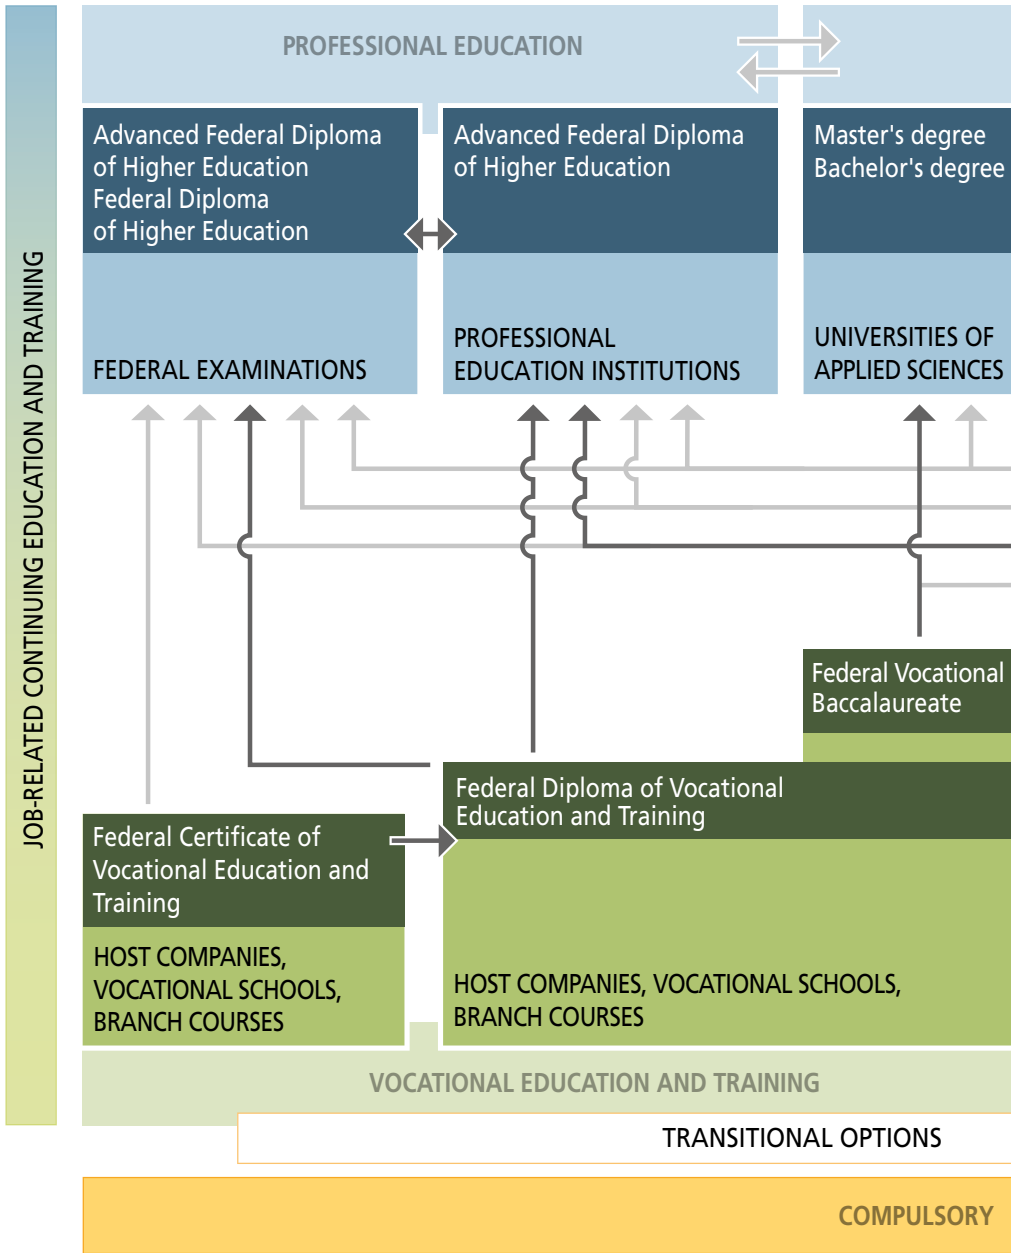 PROFESSIONAL EDUCATION
Advanced Federal Diploma
of Higher Education
Federal Diploma
of Higher Education
FEDERAL EXAMINATIONS
Advanced Federal Diploma
of Higher Education
PROFESSIONAL
EDUCATION INSTITUTIONS
Master's degree
Bachelor's degree
UNIVERSITIES OF
APPLIED SCIENCES
JOB-RELATED CONTINUING EDUCATION AND TRAINING
Federal Vocational
Baccalaureate
Federal Diploma of Vocational
Education and Training
Federal Certificate of
Vocational Education and
Training
HOST COMPANIES,
VOCATIONAL SCHOOLS,
BRANCH COURSES
HOST COMPANIES, VOCATIONAL SCHOOLS,
BRANCH COURSES
VOCATIONAL EDUCATION AND TRAINING
TRANSITIONAL OPTIONS
COMPULSORY